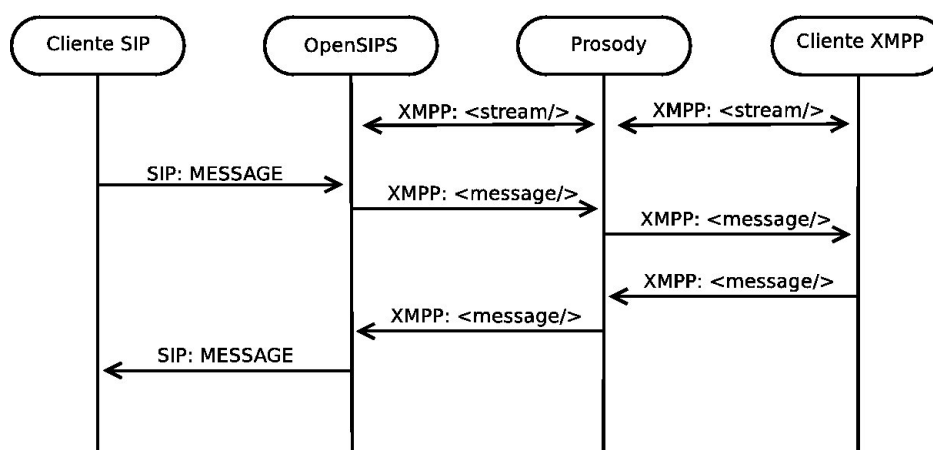 Cliente SIP
OpenSIPS
Prosody
Cliente XMPP
XMPP: <stream/>
XMPP: <stream/>
SIP: MESSAGE
XMPP: <message/>
XMPP: <message/>
XMPP: <message/>
XMPP: <message/>
SIP: MESSAGE